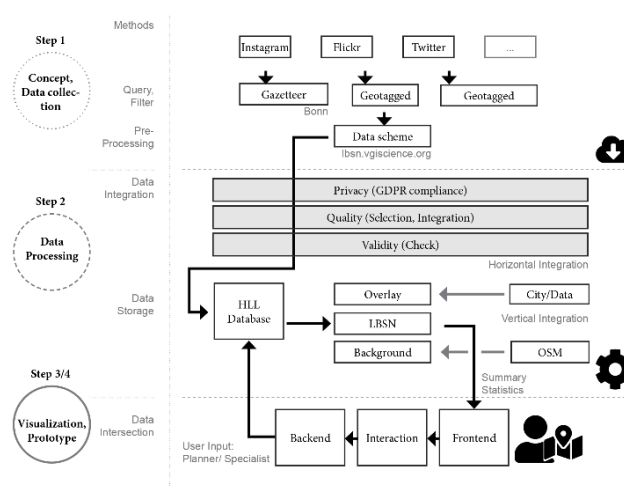 Methods
Step 1
Instagram
Flickr
Twitter
...
Concept,
Data collec-
tion
Query,
Filter
Gazetteer
Geotagged
Geotagged
Bonn
Pre-
Processing
Data scheme
lbsn.vgiscience.org
Data
Integration
Privacy (GDPR compliance)
Step 2
Quality (Selection, Integration)
Data
Processing
Validity (Check)
Horizontal Integration
Data
Storage
HLL
Database
Overlay
City/Data
LBSN
Vertical Integration
Background
OSM
Step 3/4
Summary
Statistics
Visualization,
Prototype
Data
Intersection
User Input:
Planner/ Specialist
Backend
Interaction
Frontend